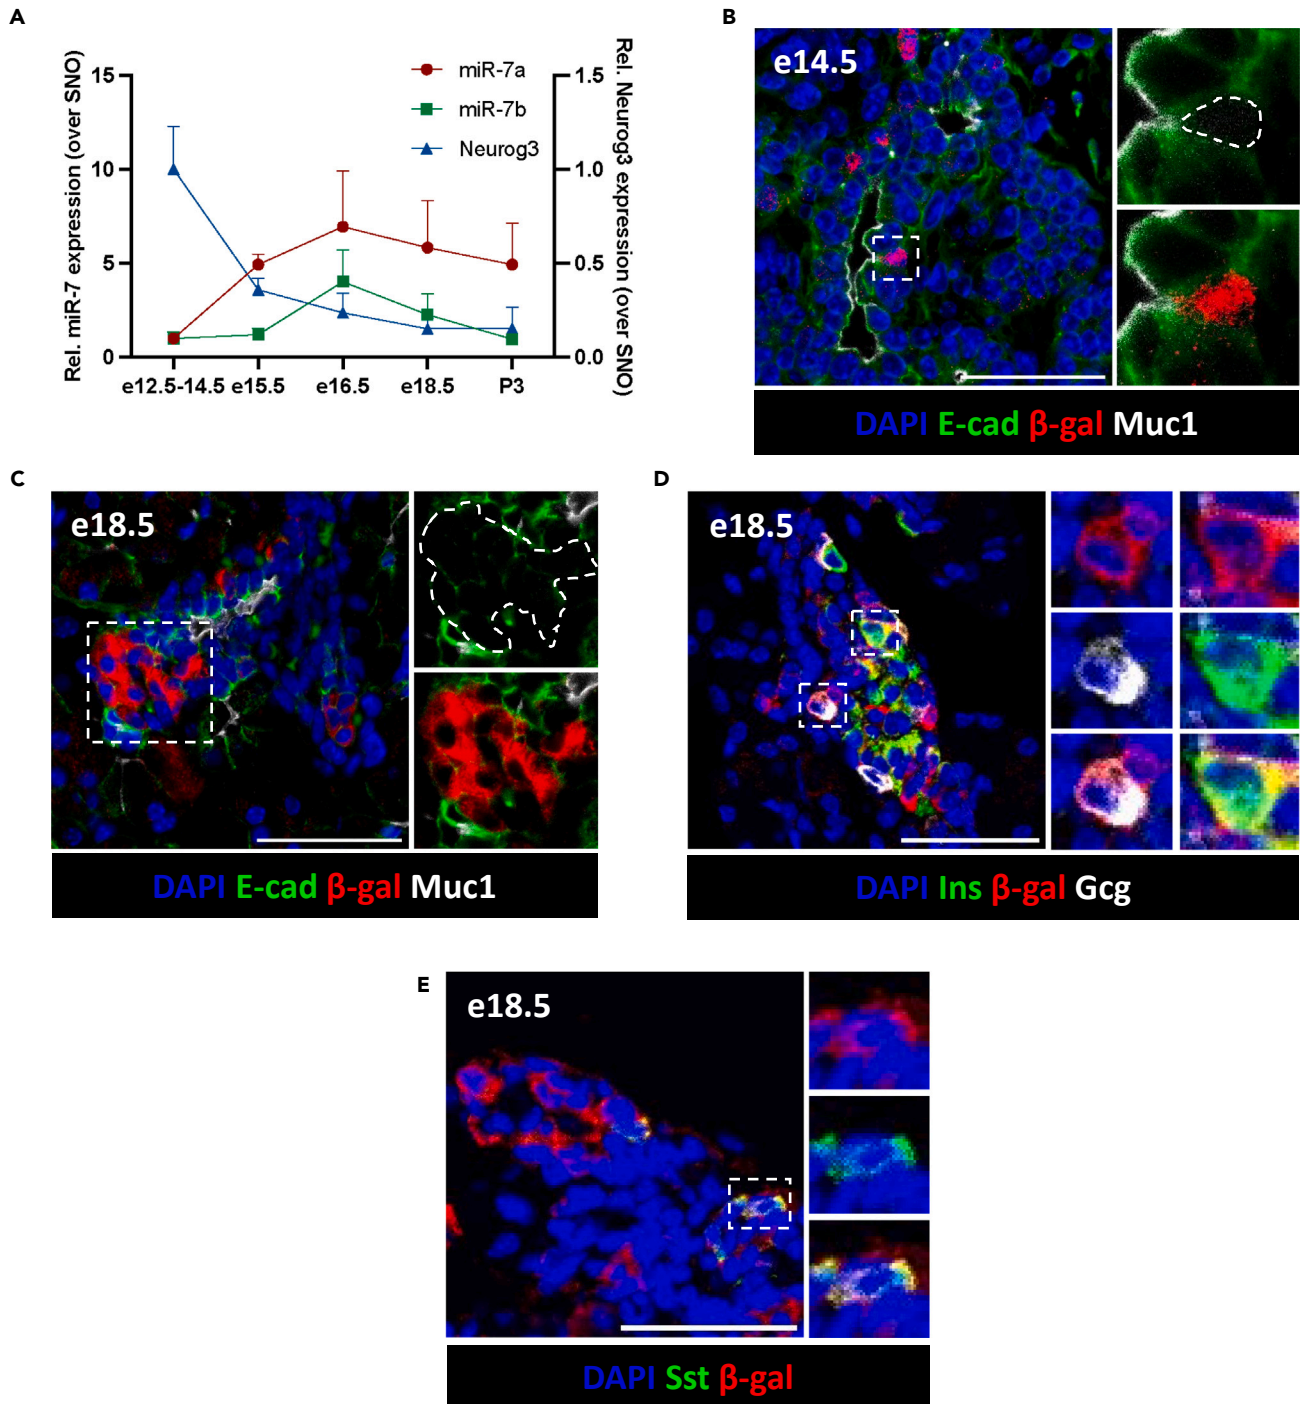 A
Rel. miR-7 expression (over SNO)
15
10
5
0
miR-7a
miR-7b
Neurog3
1.5
1.0
0.5
0.0
Rel. Neurog3 expression (over SNO)
e12.5-14.5 e15.5 e16.5 e18.5 P3
B
e14.5
DAPI E-cad β-gal Muc1
C
e18.5
DAPI E-cad β-gal Muc1
D
e18.5
DAPI Ins β-gal Gcg
E
e18.5
DAPI Sst β-gal